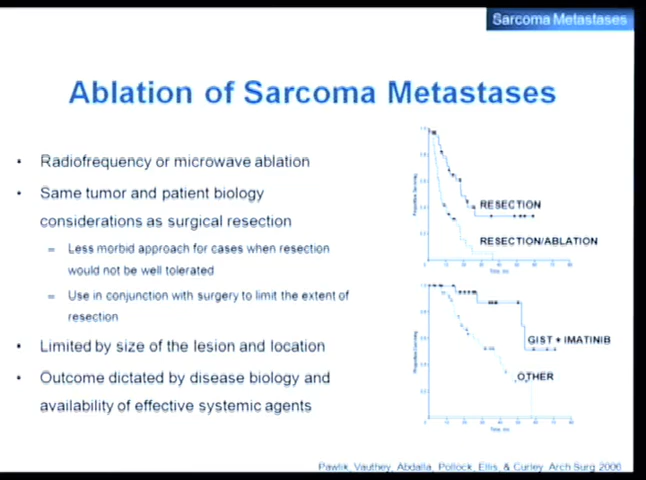 Sarcoma Metastases
Ablation of Sarcoma Metastases
• Radiofrequency or microwave ablation
• Same tumor and patient biology
considerations as surgical resection
– Less morbid approach for cases when resection
would not be well tolerated
– Use in conjunction with surgery to limit the extent of
resection
• Limited by size of the lesion and location
• Outcome dictated by disease biology and
availability of effective systemic agents
RESECTION
RESECTION/ABLATION
GIST + IMATINIB
OTHER
Pawlik, Vauthey, Abdalla, Pollock, Ellis, & Curley. Arch Surg 2006